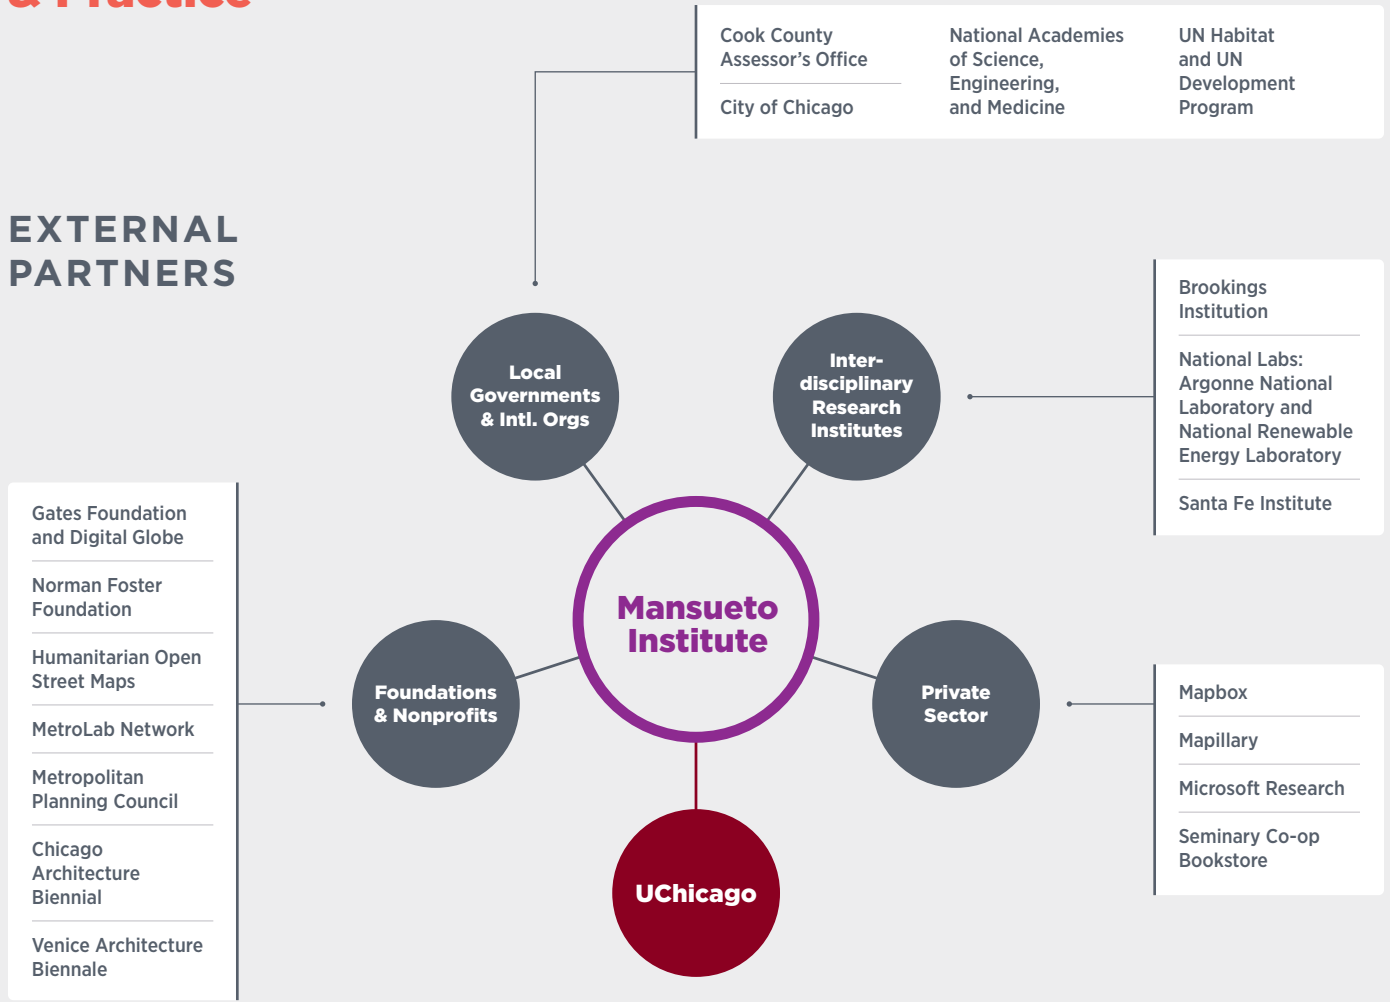 & Practice
Cook County
Assessor's Office
City of Chicago
National Academies
of Science,
Engineering,
and Medicine
UN Habitat
and UN
Development
Program
EXTERNAL
PARTNERS
Local
Governments
& Intl. Orgs
Inter-
disciplinary
Research
Institutes
Brookings
Institution
National Labs:
Argonne National
Laboratory and
National Renewable
Energy Laboratory
Santa Fe Institute
Gates Foundation
and Digital Globe
Norman Foster
Foundation
Humanitarian Open
Street Maps
MetroLab Network
Metropolitan
Planning Council
Chicago
Architecture
Biennial
Venice Architecture
Biennale
Mansueto
Institute
Foundations
& Nonprofits
Private
Sector
Mapbox
Mapillary
Microsoft Research
Seminary Co-op
Bookstore
UChicago